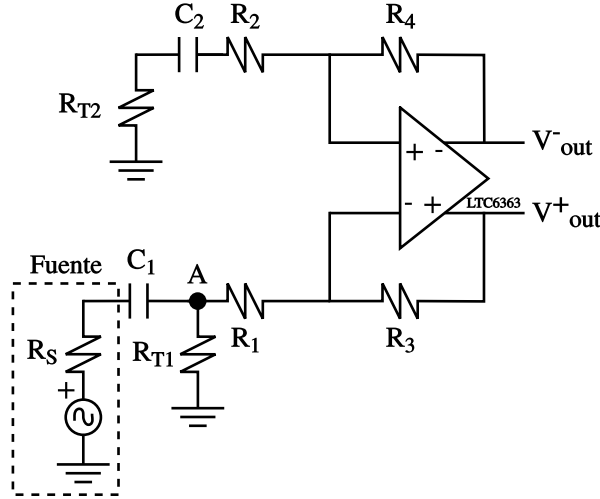 C2 R2 R4
RT2
+ - V-out
- + LTC6363 V+out
Fuente C1 A
RS RT1 R1 R3
+